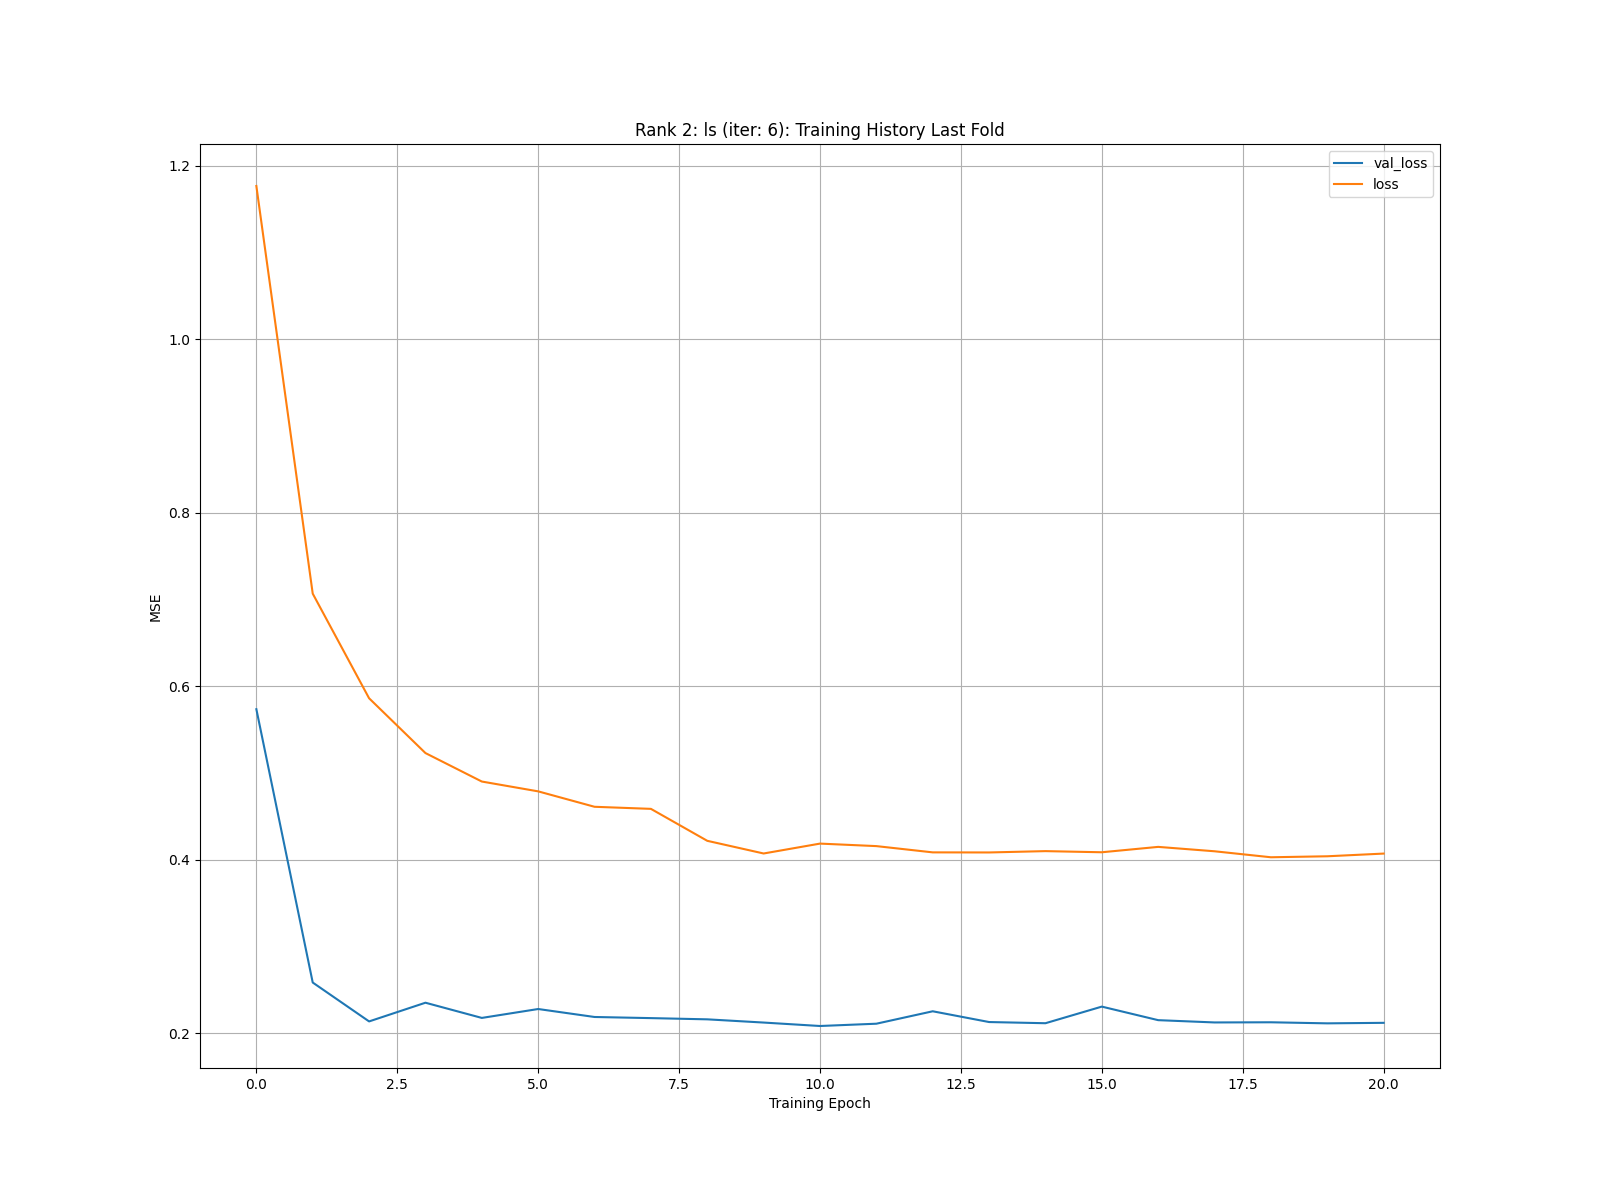 Rank 2: ls (iter: 6): Training History Last Fold
val_loss
loss
1.2
1.0
0.8
0.6
0.4
0.2
MSE
0.0 2.5 5.0 7.5 10.0 12.5 15.0 17.5 20.0
Training Epoch